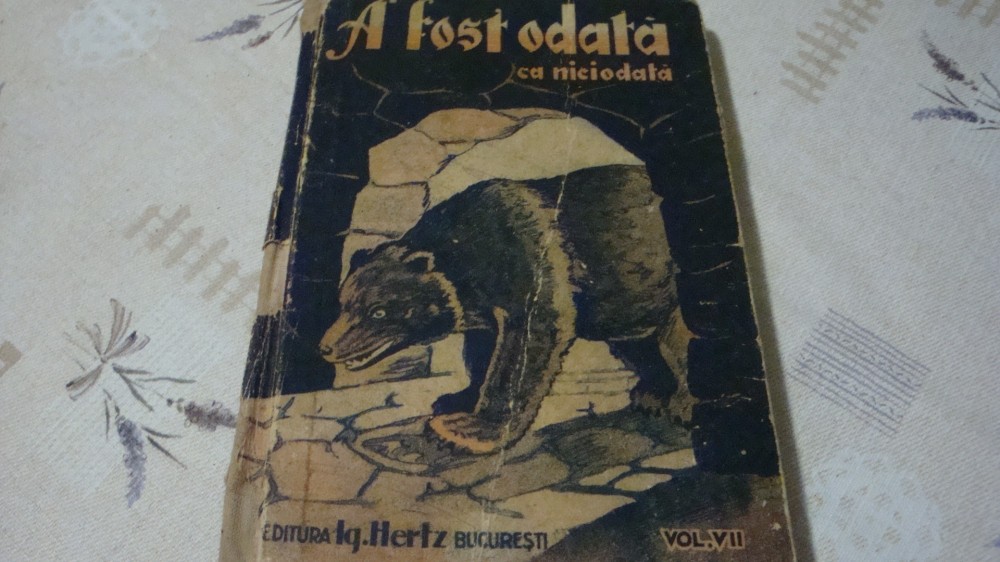 A fost odată
ca niciodată
EDITURA Ig. Hertz BUCUREȘTI VOL. VII